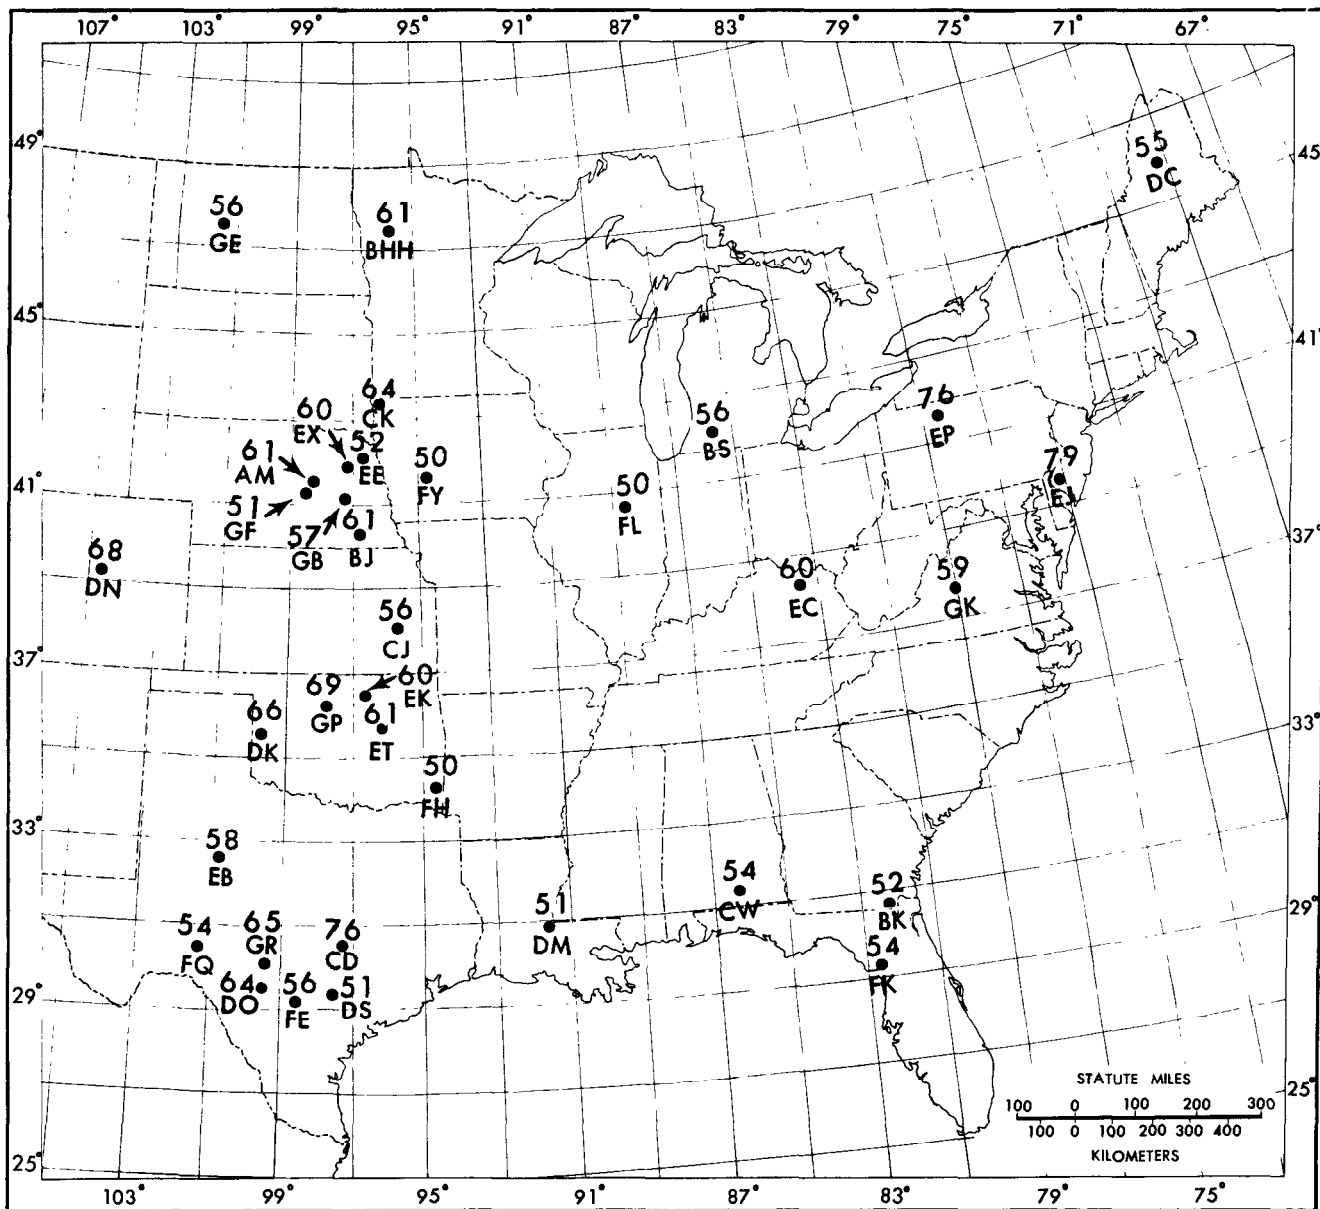 107° 103° 99° 95° 91° 87° 83° 79° 75° 71° 67°
49°
45°
55
DC
56
GE
61
BHH
45°
41°
64
CK
60
EX
52
EE
56
BS
76
EP
61
AM
50
FY
79
EJ
41°
51
GF
57
GB
61
BJ
50
FL
37°
68
DN
60
EC
59
GK
56
CJ
37°
60
EK
69
GP
66
DK
61
ET
33°
50
FH
33°
58
EB
54
CW
52
BK
29°
51
DM
54
FQ
65
GR
76
CD
54
FK
29°
64
DO
56
FE
51
DS
STATUTE MILES
100 0 100 200 300
100 0 100 200 300 400
KILOMETERS
25°
25°
103° 99° 95° 91° 87° 83° 79° 75°